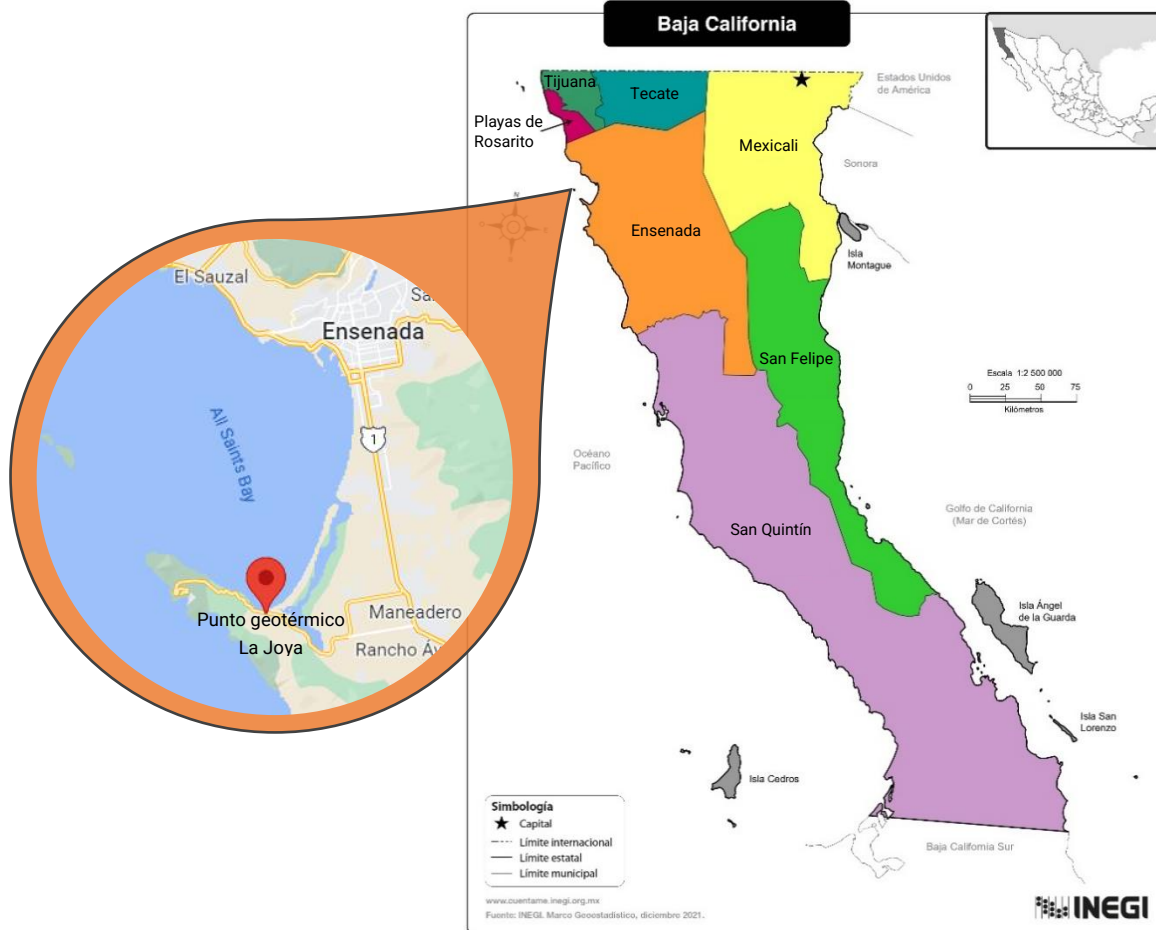 Baja California
Estados Unidos
de América
Tijuana
Tecate
Playas de
Rosarito
Mexicali
Sonora
N
Ensenada
Isla
Montague
San Felipe
Escala 1:2 500 000
0 25 50 75
Kilómetros
Océano
Pacífico
Golfo de California
(Mar de Cortés)
San Quintín
Isla Ángel
de la Guarda
Isla San
Lorenzo
Isla Cedros
Baja California Sur
El Sauzal
Ensenada
All Saints Bay
1
Punto geotérmico
La Joya
Maneadero
Rancho
Simbología
Capital
Límite internacional
Límite estatal
Límite municipal
www.cuentame.inegi.org.mx
Fuente: INEGI. Marco Geoestadístico, diciembre 2021.
INEGI